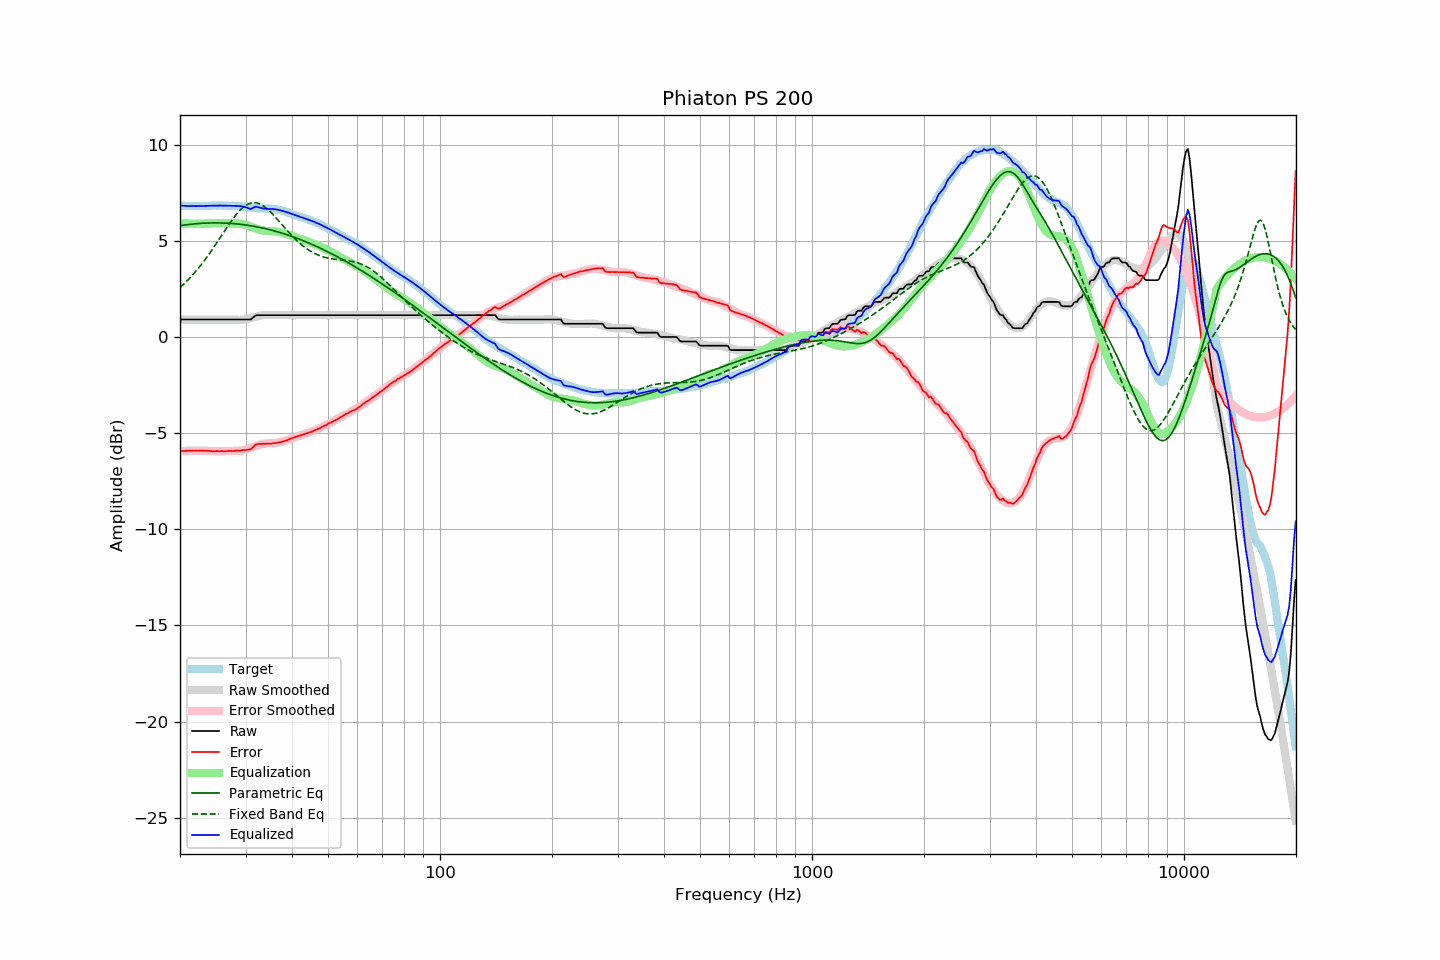 Phiaton PS 200
10
5
0
−5
−10
−15
−20
−25
Amplitude (dBr)
Target
Raw Smoothed
Error Smoothed
Raw
Error
Equalization
Parametric Eq
Fixed Band Eq
Equalized
100
1000
10000
Frequency (Hz)